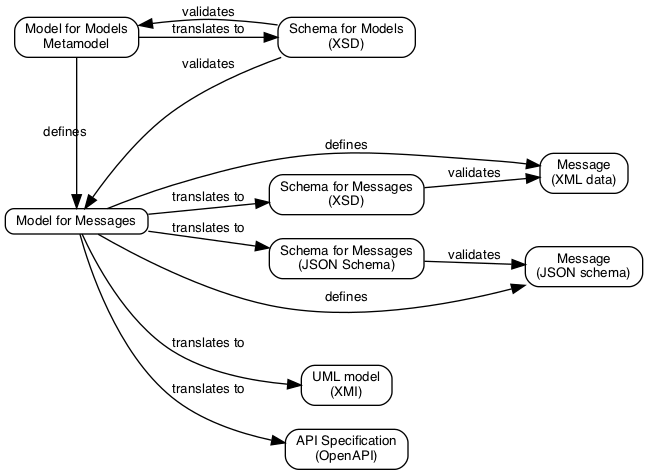 validates
Model for Models
Metamodel
translates to
Schema for Models
(XSD)
validates
defines
defines
Message
(XML data)
validates
Schema for Messages
(XSD)
translates to
Model for Messages
translates to
Schema for Messages
(JSON Schema)
validates
Message
(JSON schema)
defines
translates to
UML model
(XMI)
translates to
API Specification
(OpenAPI)